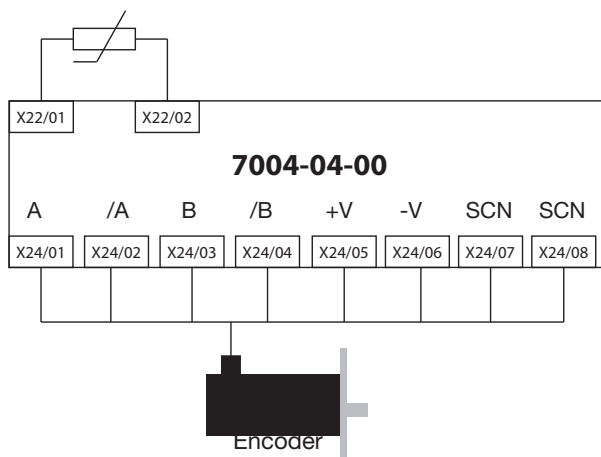 X22/01 X22/02
7004-04-00
A /A B /B +V -V SCN SCN
X24/01 X24/02 X24/03 X24/04 X24/05 X24/06 X24/07 X24/08
Encoder